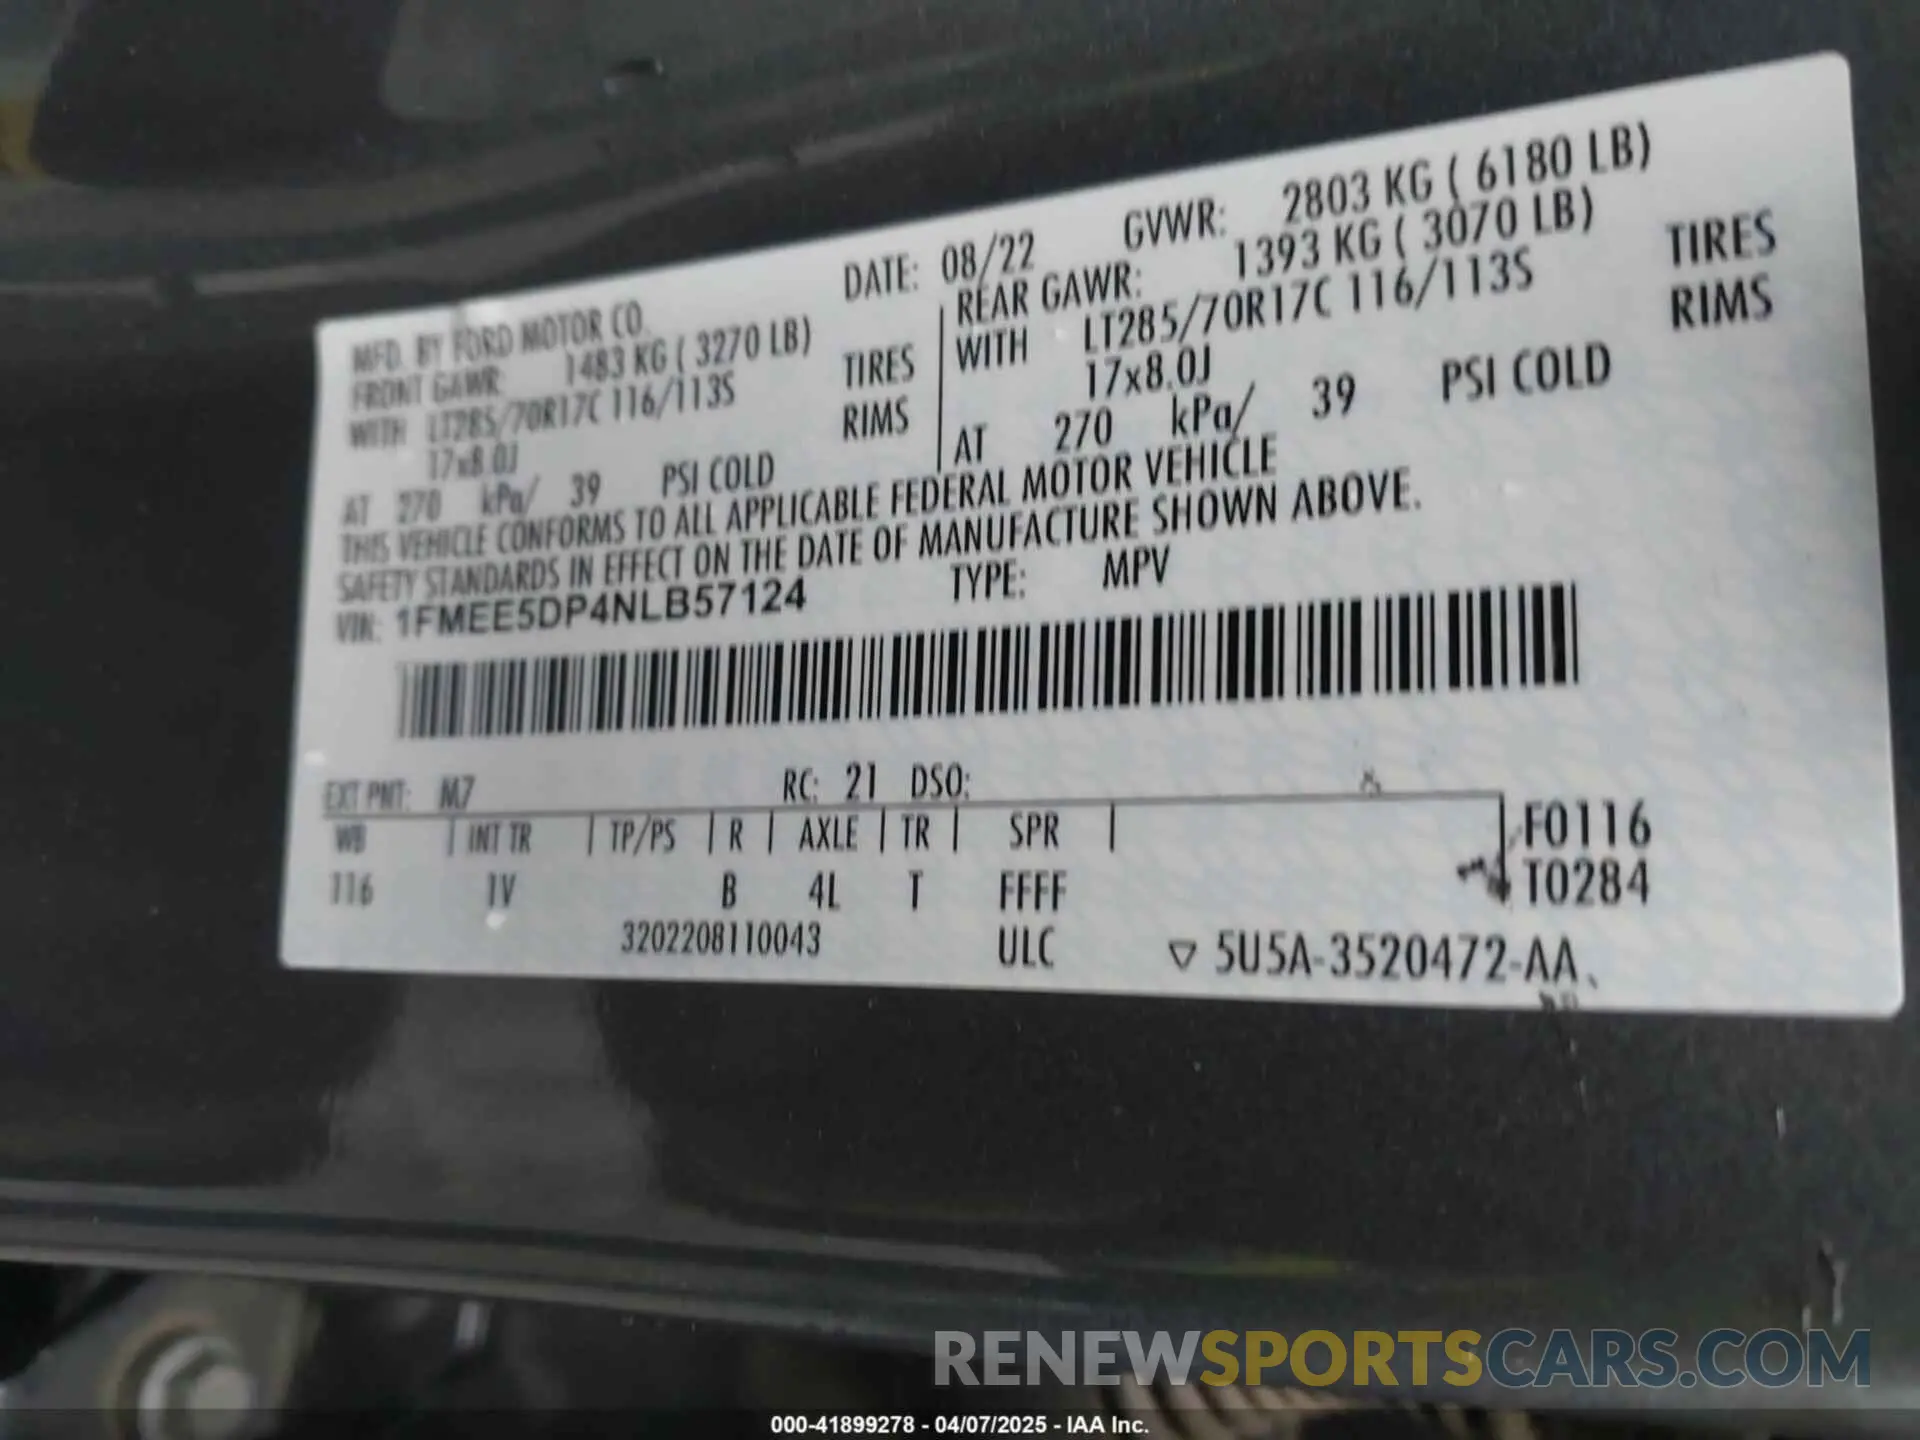 MFD. BY FORD MOTOR CO.
DATE: 08/22
GVWR: 2803 KG ( 6180 LB)
FRONT GAWR: 1483 KG ( 3270 LB)
WITH LT285/70R17C 116/113S TIRES
17x8.0J RIMS
AT 270 kPa/ 39 PSI COLD
REAR GAWR: 1393 KG ( 3070 LB)
WITH LT285/70R17C 116/113S TIRES
17x8.0J RIMS
AT 270 kPa/ 39 PSI COLD
THIS VEHICLE CONFORMS TO ALL APPLICABLE FEDERAL MOTOR VEHICLE
SAFETY STANDARDS IN EFFECT ON THE DATE OF MANUFACTURE SHOWN ABOVE.
VIN: 1FMEE5DP4NLB57124 TYPE: MPV
EXT PNT: M7 RC: 21 DSO:
WB INT TR TP/PS R AXLE TR SPR F0116
116 1V B 4L T FFFF T0284
3202208110043 ULC ▽ 5U5A-3520472-AA
RENEWSPORTSCARS.COM
000-41899278 - 04/07/2025 - IAA Inc.